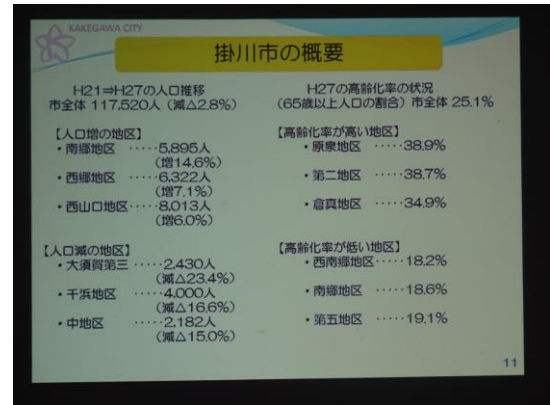 KAKEGAWA CITY
掛川市の概要
H21⇒H27の人口推移
市全体 117,520人（減△2.8%）
【人口増の地区】
・南郷地区 ‥‥‥5,895人
（増14.6%）
・西郷地区 ‥‥‥6,322人
（増7.1%）
・西山口地区‥‥‥8,013人
（増6.0%）
【人口減の地区】
・大須賀第三‥‥‥2,430人
（減△23.4%）
・千浜地区 ‥‥‥4,000人
（減△16.6%）
・中地区 ‥‥‥2,182人
（減△15.0%）
H27の高齢化率の状況
（65歳以上人口の割合）市全体 25.1%
【高齢化率が高い地区】
・原泉地区 ‥‥‥38.9%
・第二地区 ‥‥‥38.7%
・倉真地区 ‥‥‥34.9%
【高齢化率が低い地区】
・西南郷地区‥‥‥18.2%
・南郷地区 ‥‥‥18.6%
・第五地区 ‥‥‥19.1%
11